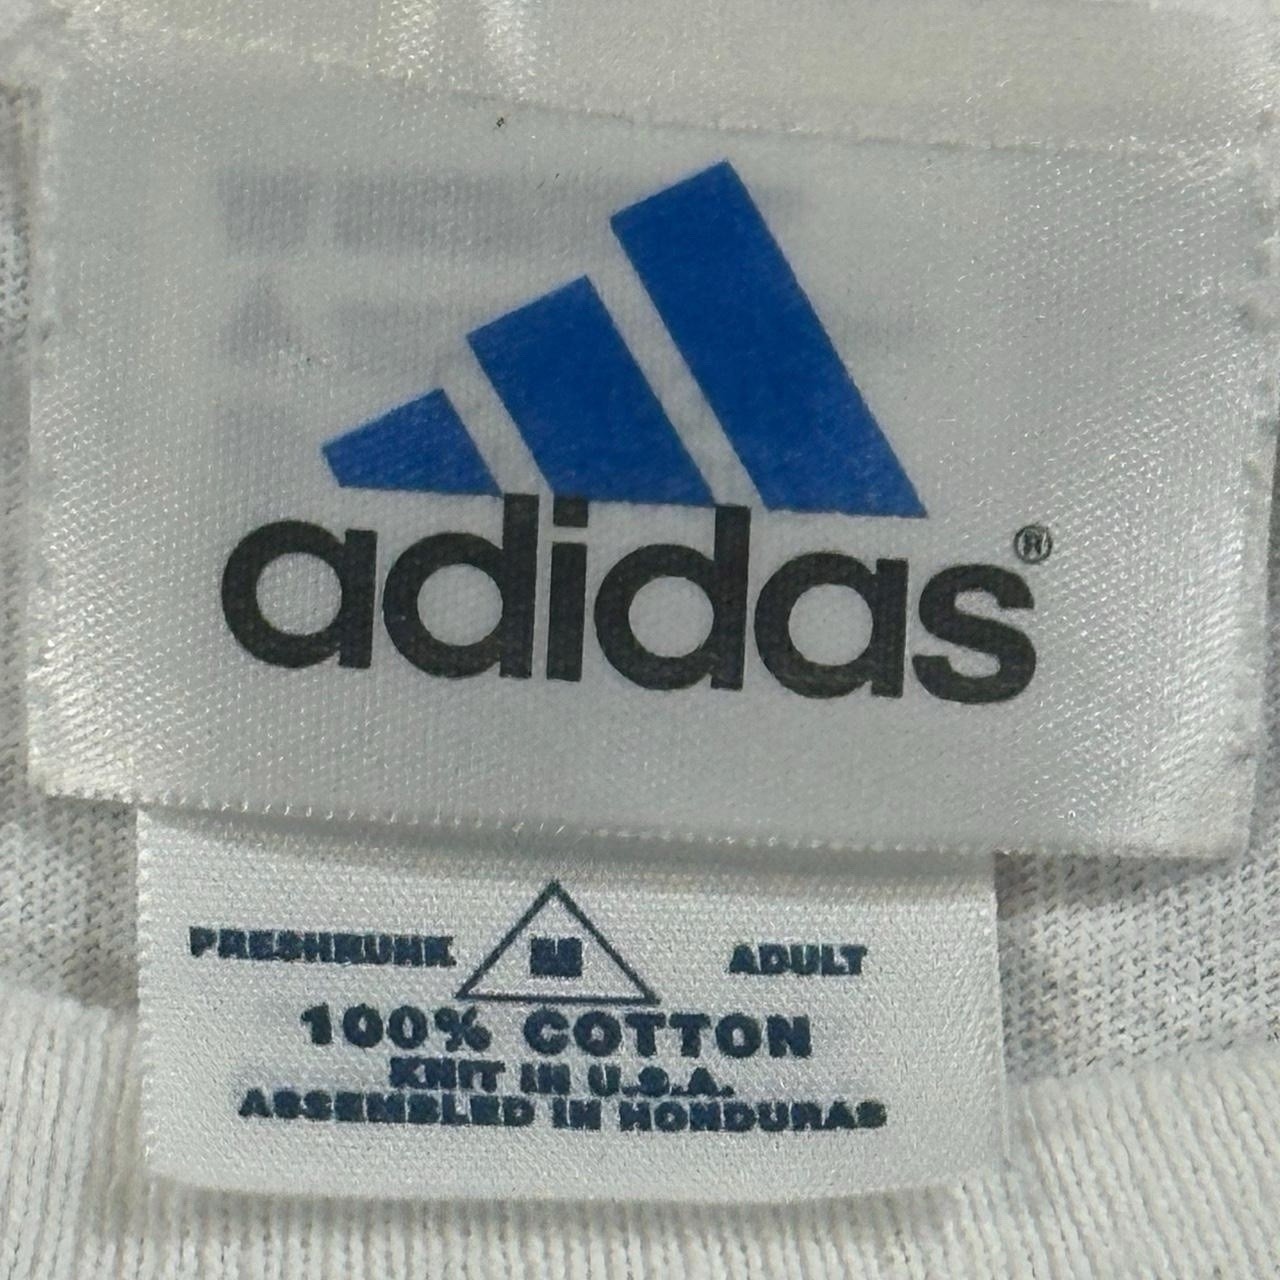 adidas®
PRESHRUNK M ADULT
100% COTTON
KNIT IN U.S.A.
ASSEMBLED IN HONDURAS